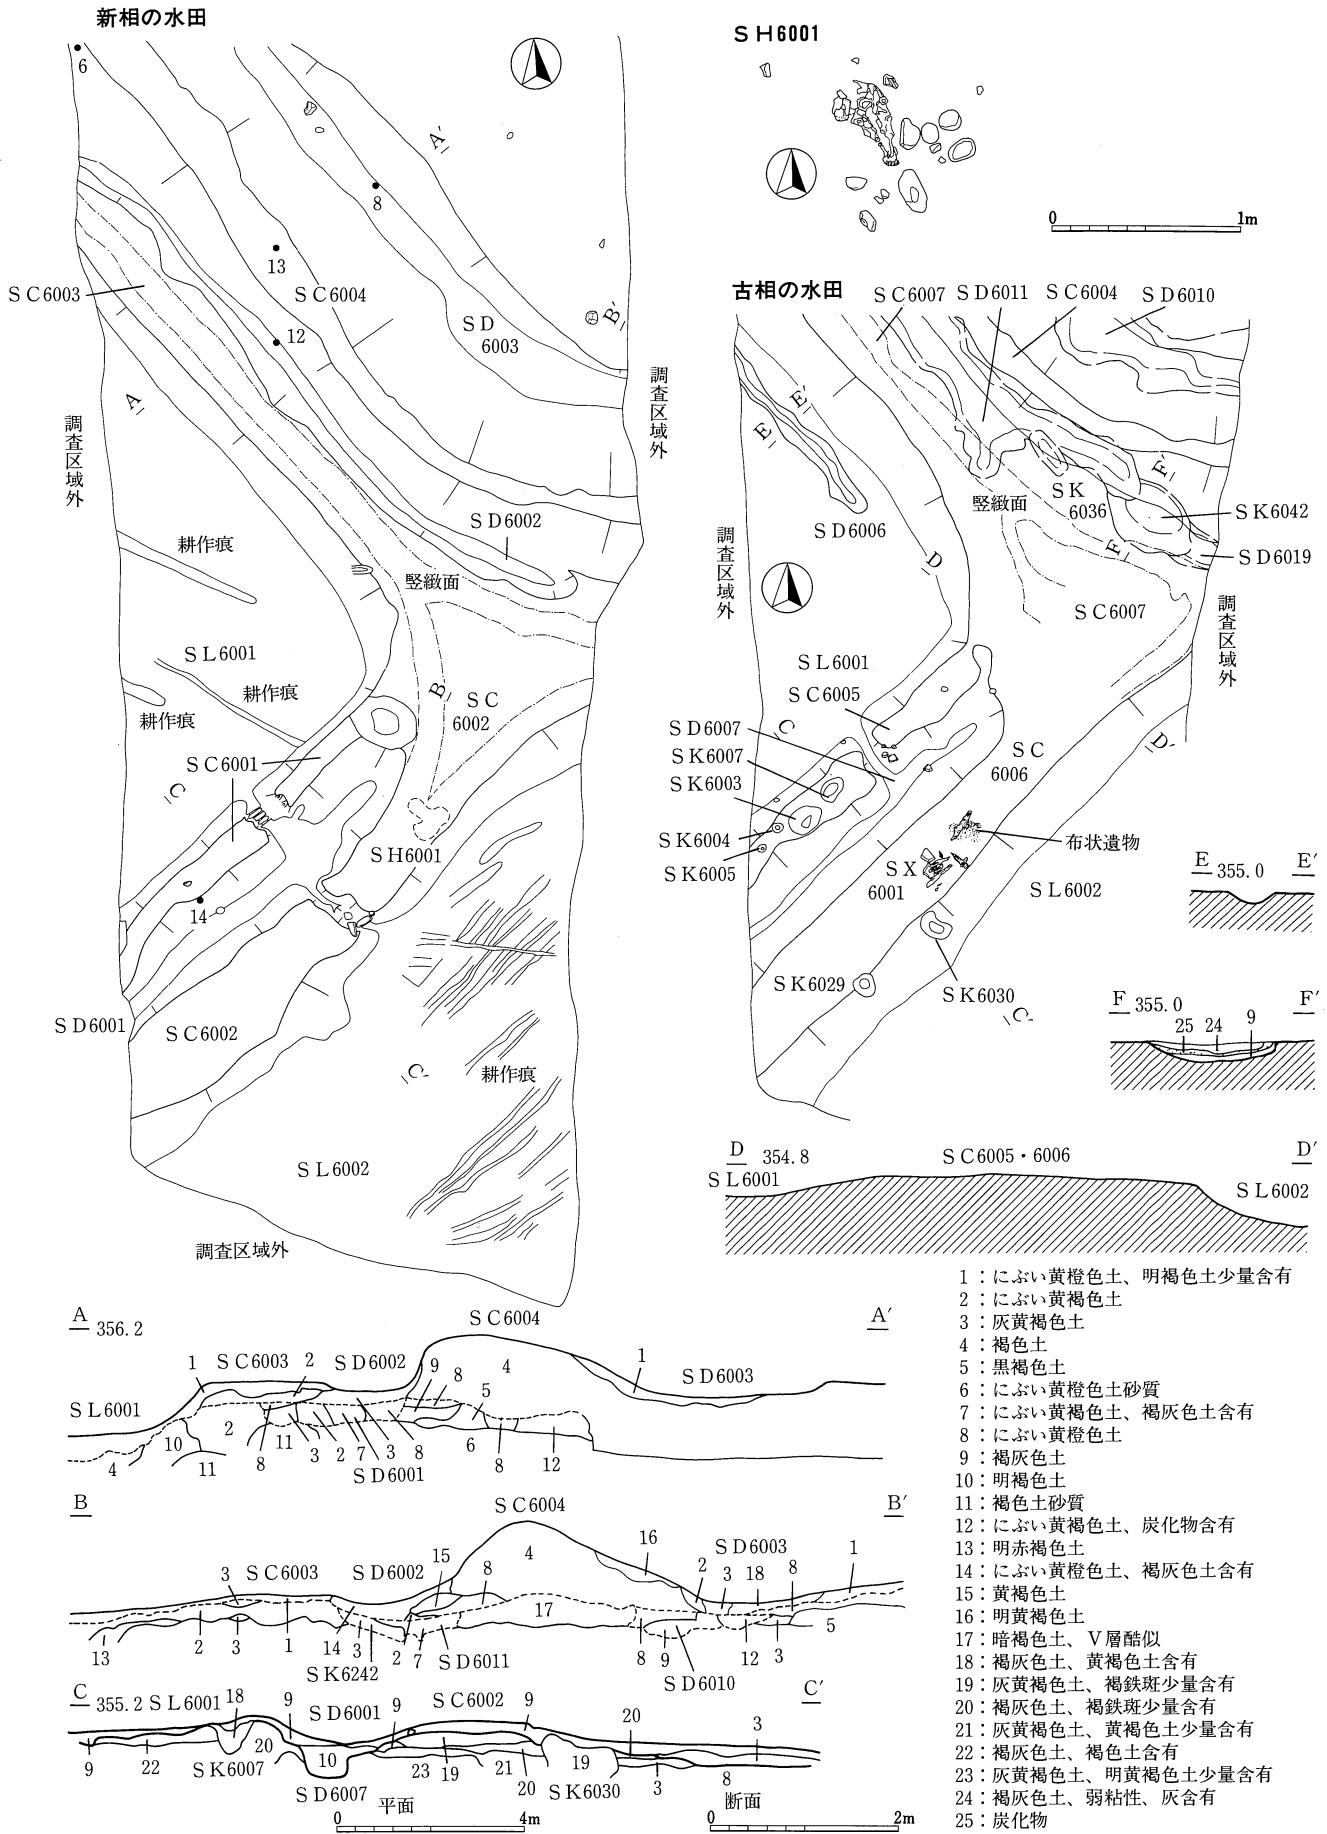 新相の水田
6
A′
8
13
SC6003
SC6004
12
SD
6003
B′
A
調査区域外
調査区域外
SD6002
耕作痕
竪緻面
SL6001
耕作痕
B
SC
6002
耕作痕
SC6001
C
SH6001
14
SD6001
SC6002
C′
耕作痕
SL6002
調査区域外
SH6001
0 1m
古相の水田
SC6007 SD6011 SC6004 SD6010
E′
E
F′
SK
6036
竪緻面
SK6042
SD6006
F
SD6019
D
調査区域外
SC6007
調査区域外
SL6001
SC6005
C
SD6007
D′
SK6007
SC
6006
SK6003
SK6004
布状遺物
SK6005
SX
6001
SL6002
SK6029
SK6030
C′
E 355.0 E′
F 355.0 F′
25 24 9
D 354.8 SC6005・6006 D′
SL6001
SL6002
A 356.2 SC6004 A′
1 SC6003 2 SD6002 9 8 4 1 SD6003
SL6001 5
10 2 11 6
4 11 8 3 2 7 3 8 8 12
SD6001
B SC6004 B′
16
3 SC6003 SD6002 15 8 4 2 3 SD6003 18 8 1
17 5
13 2 3 1 14 3 2 7 SD6011 8 9 12 3
SK6242 SD6010
C 355.2 SL6001 18 9 SD6001 9 SC6002 9 C′
20 3
20 10 19
9 22 SK6007 23 19 21 20 SK6030 3 8
SD6007
平面
0 4m
断面
0 2m
1：にぶい黄橙色土、明褐色土少量含有
2：にぶい黄褐色土
3：灰黄褐色土
4：褐色土
5：黒褐色土
6：にぶい黄橙色土砂質
7：にぶい黄褐色土、褐灰色土含有
8：にぶい黄橙色土
9：褐灰色土
10：明褐色土
11：褐色土砂質
12：にぶい黄褐色土、炭化物含有
13：明赤褐色土
14：にぶい黄橙色土、褐灰色土含有
15：黄褐色土
16：明黄褐色土
17：暗褐色土、Ⅴ層酷似
18：褐灰色土、黄褐色土含有
19：灰黄褐色土、褐鉄斑少量含有
20：褐灰色土、褐鉄斑少量含有
21：灰黄褐色土、黄褐色土少量含有
22：褐灰色土、褐色土含有
23：灰黄褐色土、明黄褐色土少量含有
24：褐灰色土、弱粘性、灰含有
25：炭化物